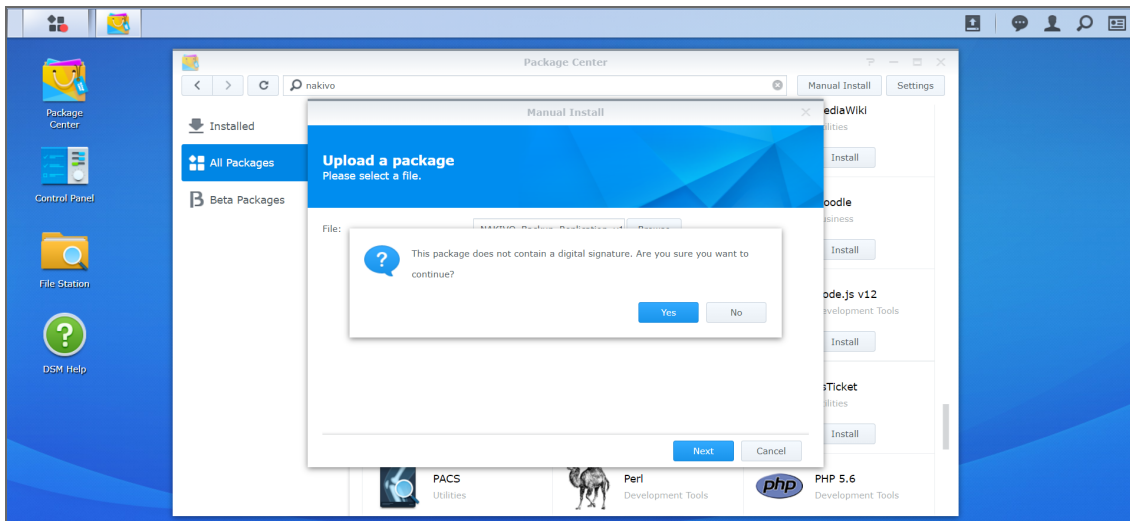 Package Center
nakivo
Manual Install
Settings
Package
Center
Control Panel
File Station
DSM Help
Installed
All Packages
Beta Packages
Manual Install
Upload a package
Please select a file.
File:
This package does not contain a digital signature. Are you sure you want to
continue?
Yes
No
Next
Cancel
ediaWiki
Install
oodle
Install
ode.js v12
evelopment Tools
Install
sTicket
Install
PACS
Utilities
Perl
Development Tools
php
PHP 5.6
Development Tools